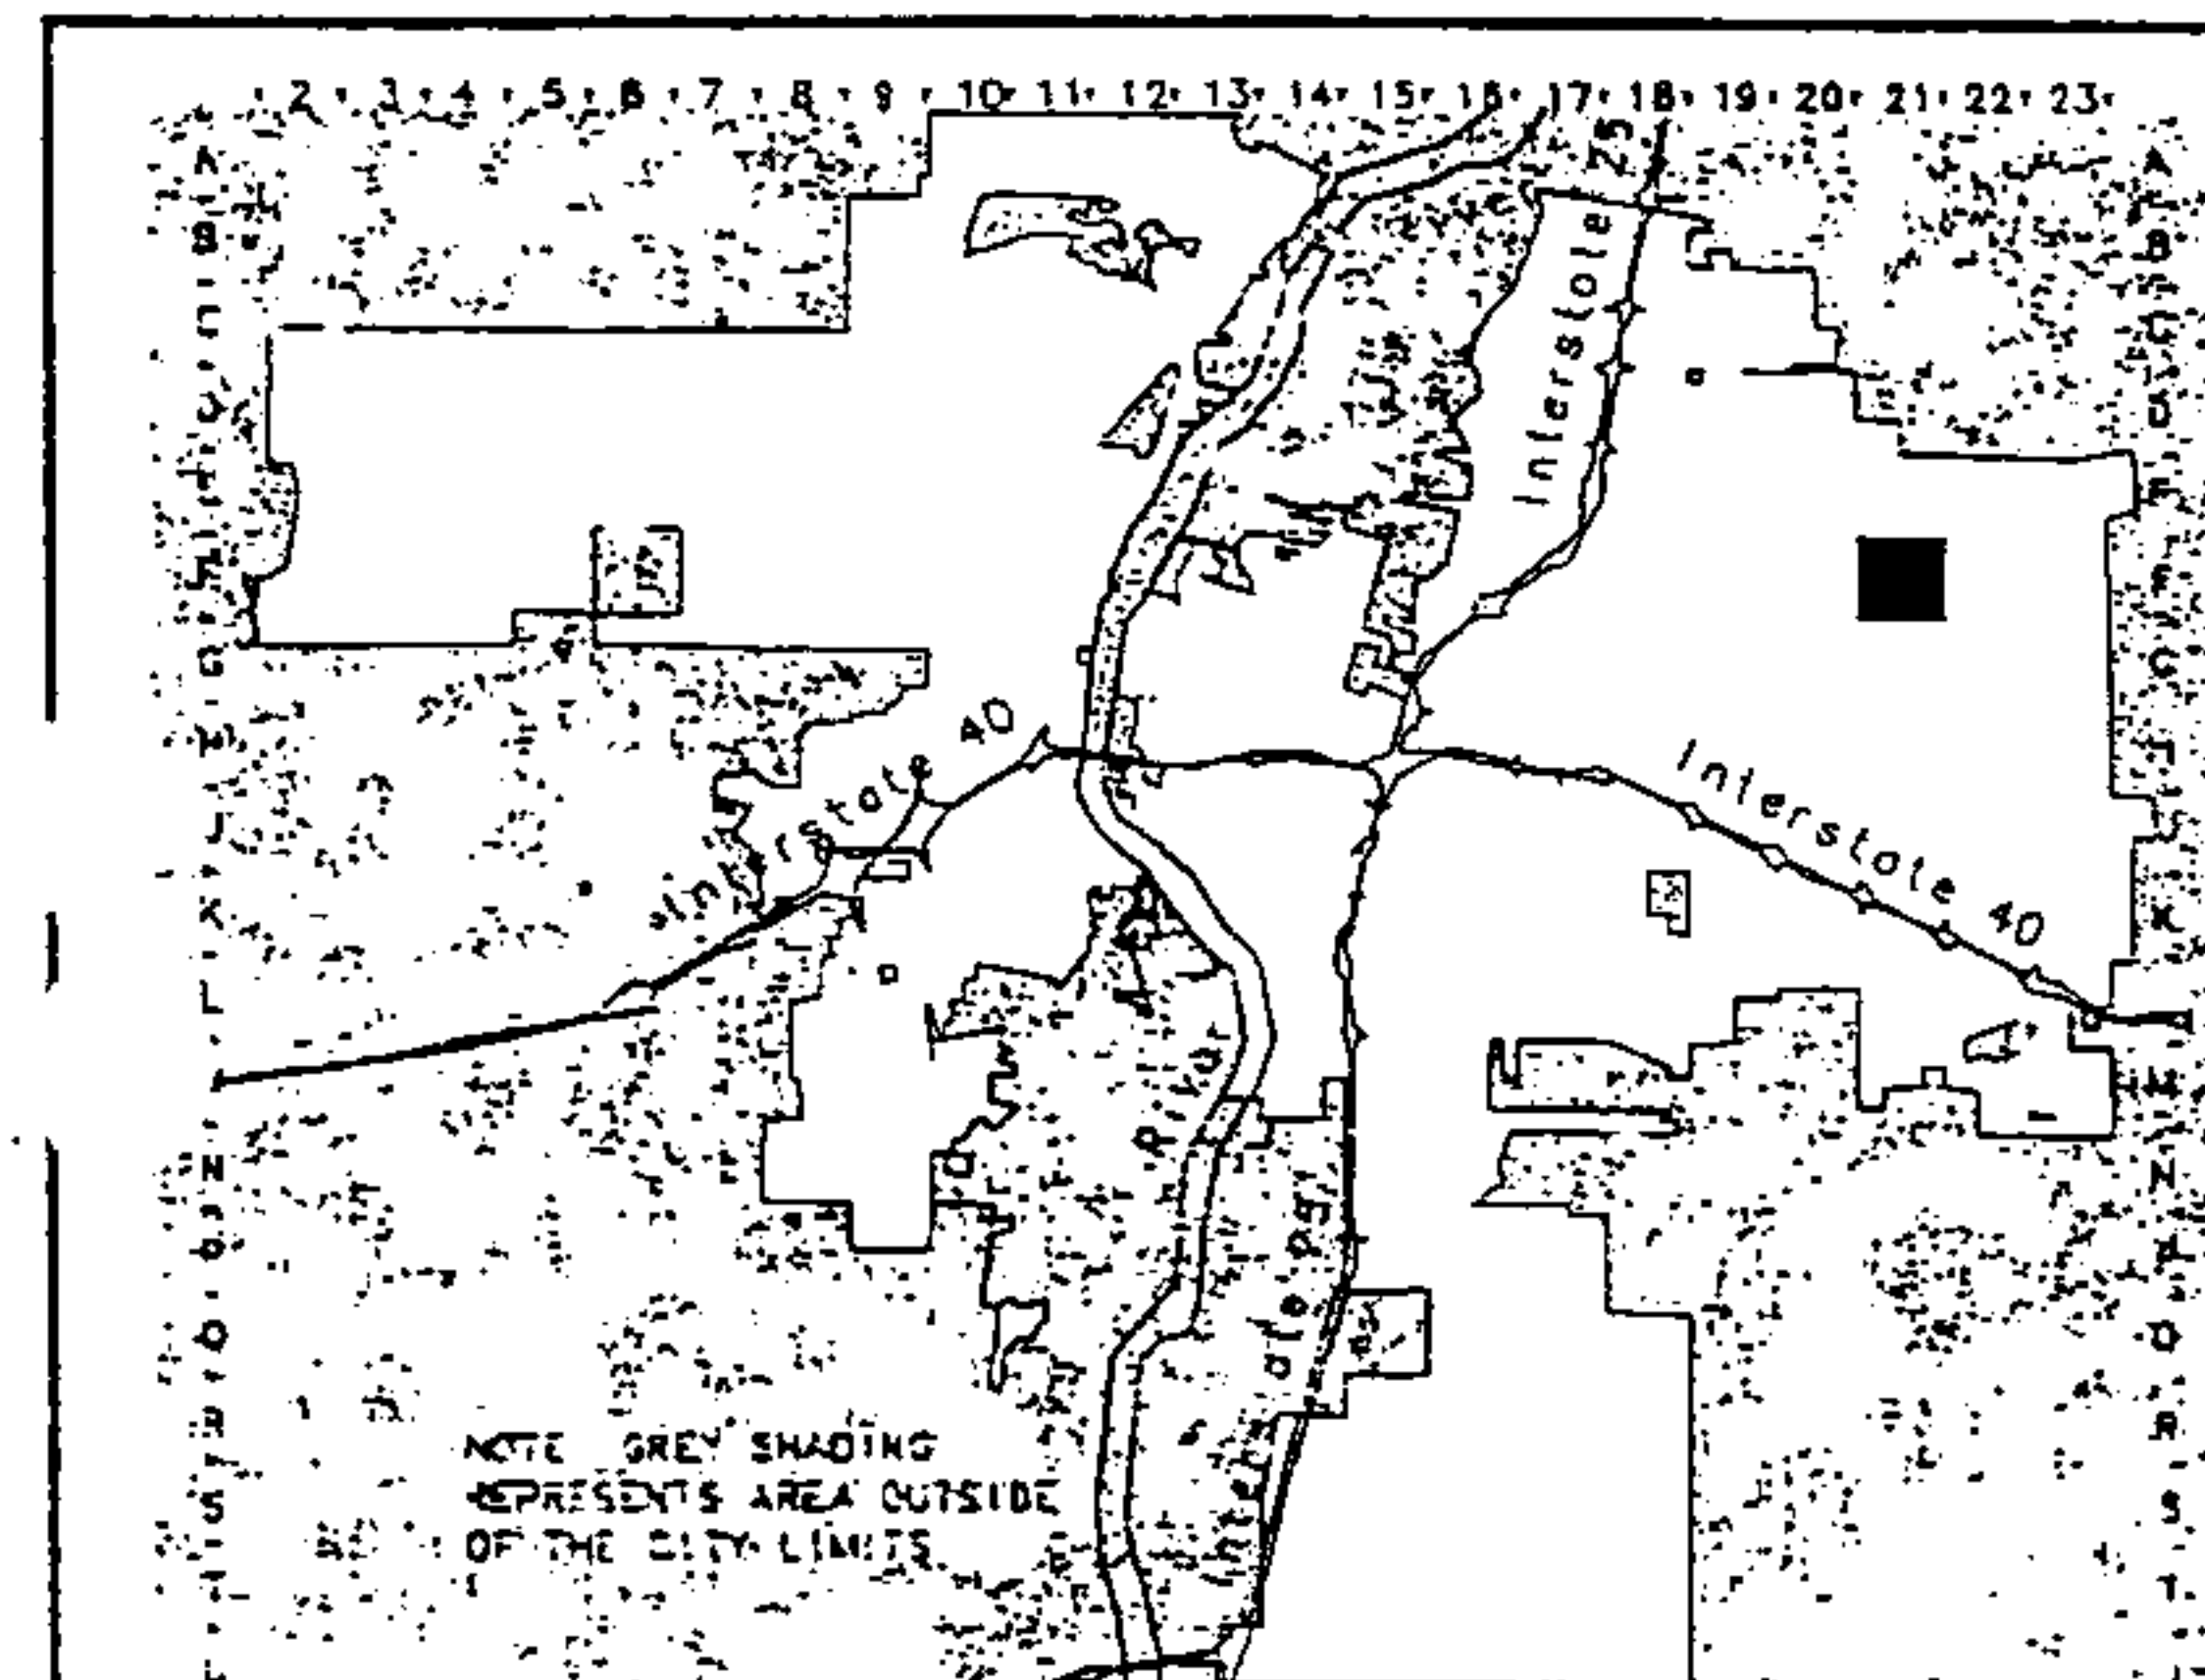 2 3 4 5 6 7 8 9 10 11 12 13 14 15 16 17 18 19 20 21 22 23
A
B
C
D
G
J
K
L
N
P
Q
R
S
T
A
B
C
D
E
F
G
K
M
N
P
Q
R
S
T
Interstate 25
Interstate 40
Interstate 40
River
Interstate
NOTE GREY SHADING
REPRESENTS AREA OUTSIDE
OF THE CITY LIMITS